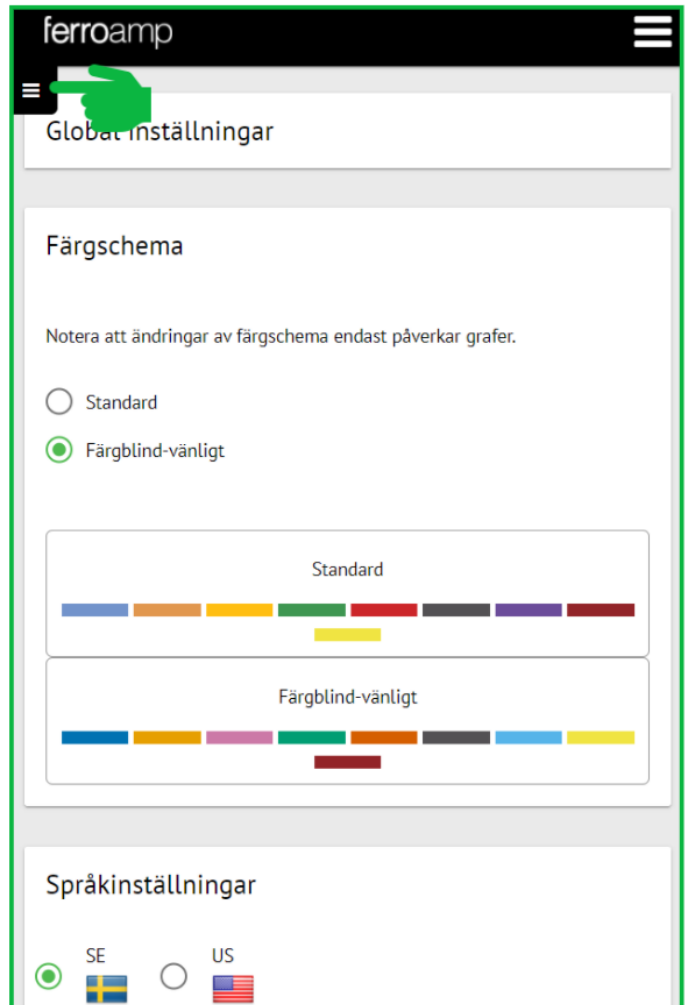 ferroamp
Global inställningar
Färgschema
Notera att ändringar av färgschema endast påverkar grafer.
Standard
Färgblind-vänligt
Standard
Färgblind-vänligt
Språkinställningar
SE
US